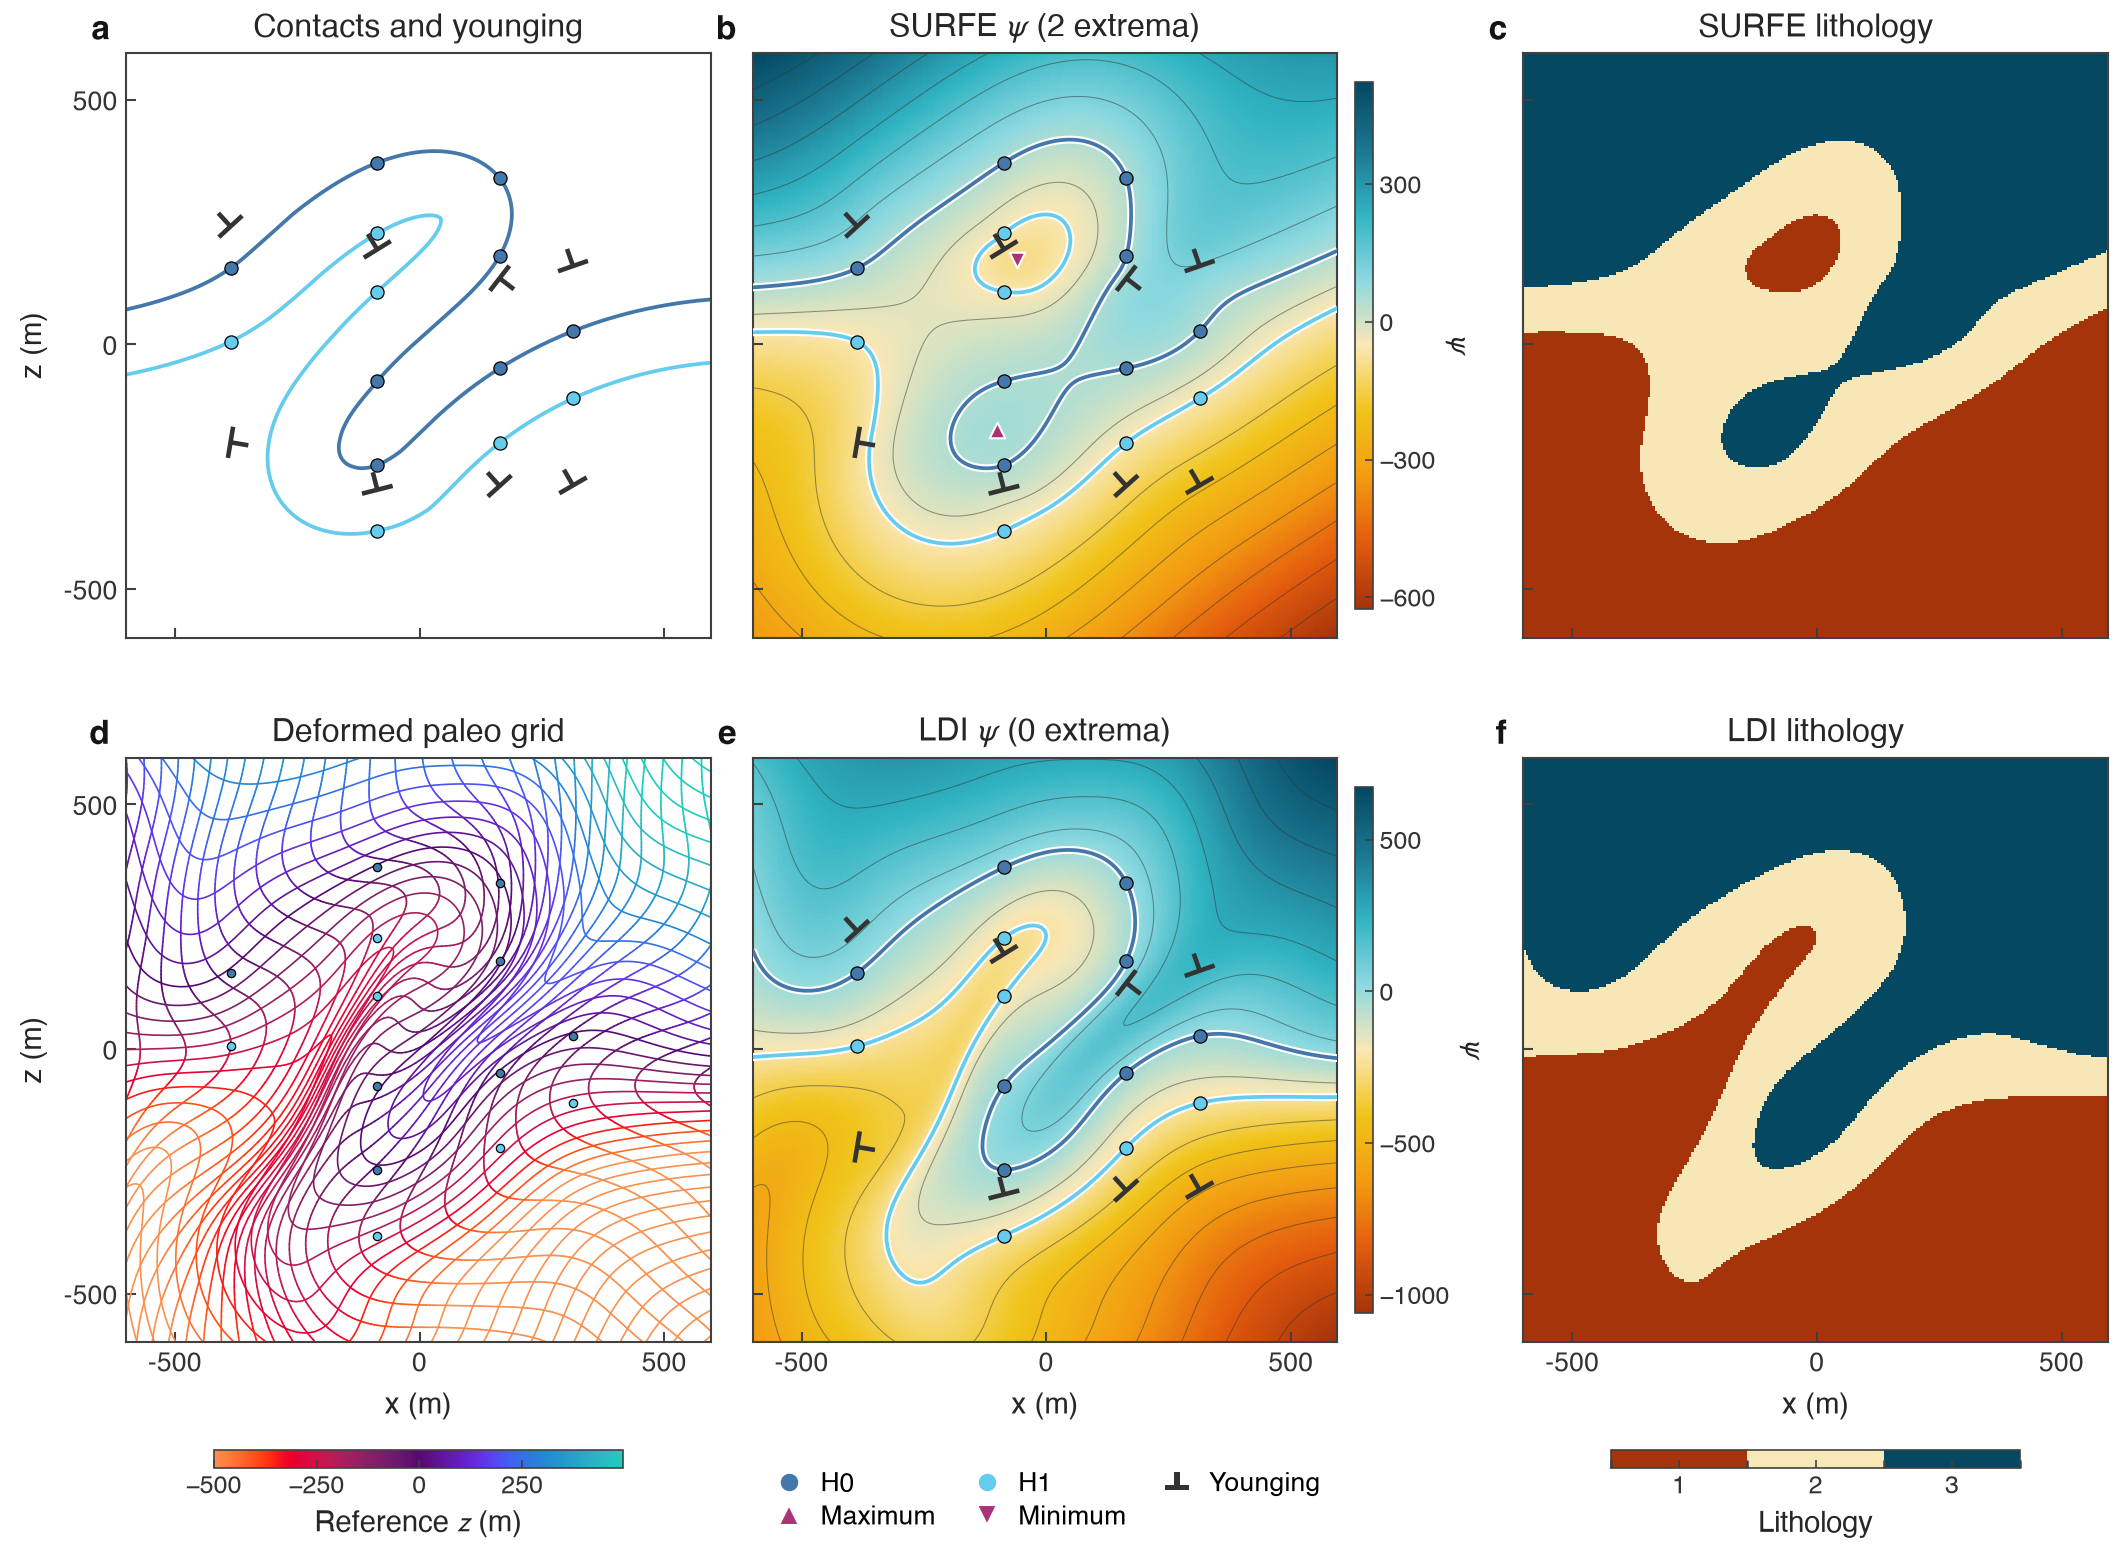 a Contacts and younging
b SURFE ψ (2 extrema)
c SURFE lithology
500
0
-500
z (m)
300
0
−300
−600
ψ
d Deformed paleo grid
e LDI ψ (0 extrema)
f LDI lithology
500
0
-500
z (m)
500
0
−500
−1000
ψ
-500 0 500
-500 0 500
-500 0 500
x (m)
x (m)
x (m)
−500 −250 0 250
Reference z (m)
H0 H1 Younging
Maximum Minimum
1 2 3
Lithology